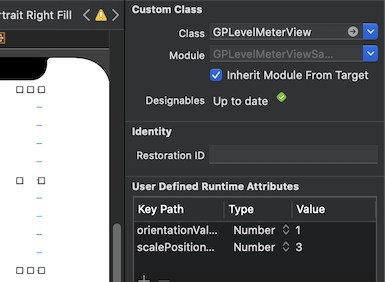 rtrait Right Fill
Custom Class
Class GPLevelMeterView
Module GPLevelMeterViewSa...
Inherit Module From Target
Designables Up to date
Identity
Restoration ID
User Defined Runtime Attributes
Key Path Type Value
orientationVal... Number 1
scalePosition... Number 3